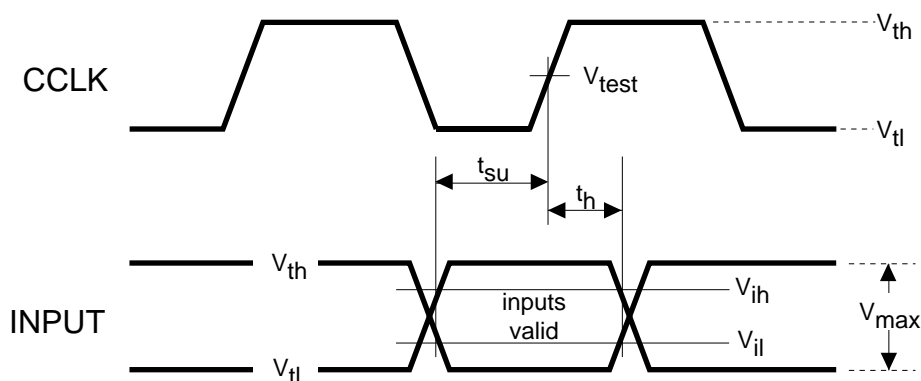 V_th
CCLK
V_test
V_tl
t_su
t_h
V_th
V_ih
inputs
valid
INPUT
V_max
V_il
V_tl